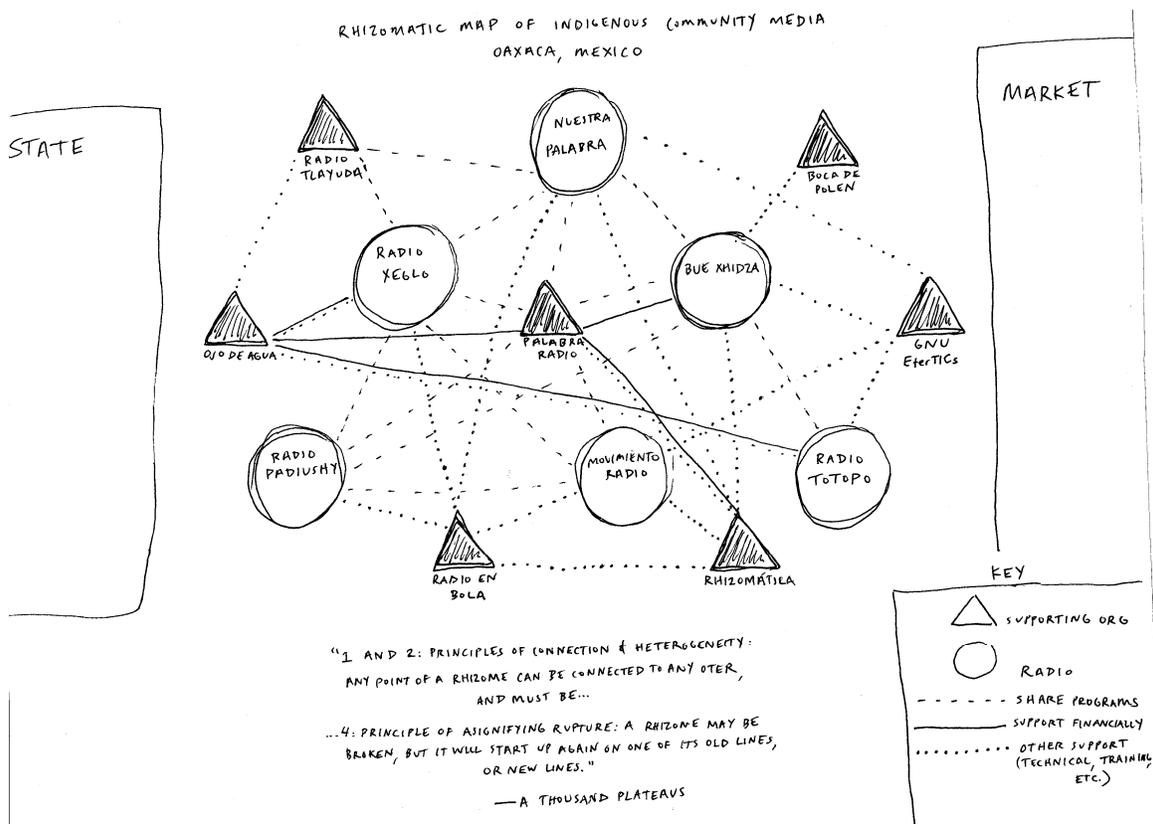 RHIZOMATIC MAP OF INDIGENOUS COMMUNITY MEDIA
OAXACA, MEXICO
STATE
MARKET
RADIO
TLAYUDA
NUESTRA
PALABRA
BOCA DE
POLEN
RADIO
XEGLO
BUE XHIDZA
OJO DE AGUA
PALABRA
RADIO
GNU
EterTICs
RADIO
PADIUSHY
MOVIMIENTO
RADIO
RADIO
TOTOPO
RADIO EN
BOLA
RHIZOMÁTICA
KEY
SUPPORTING ORG
RADIO
SHARE PROGRAMS
SUPPORT FINANCIALLY
OTHER SUPPORT
(TECHNICAL, TRAINING,
ETC.)
"1 AND 2: PRINCIPLES OF CONNECTION & HETEROGENEITY:
ANY POINT OF A RHIZOME CAN BE CONNECTED TO ANY OTER,
AND MUST BE...
...4: PRINCIPLE OF ASIGNIFYING RUPTURE: A RHIZONE MAY BE
BROKEN, BUT IT WILL START UP AGAIN ON ONE OF ITS OLD LINES,
OR NEW LINES."
— A THOUSAND PLATEAUS